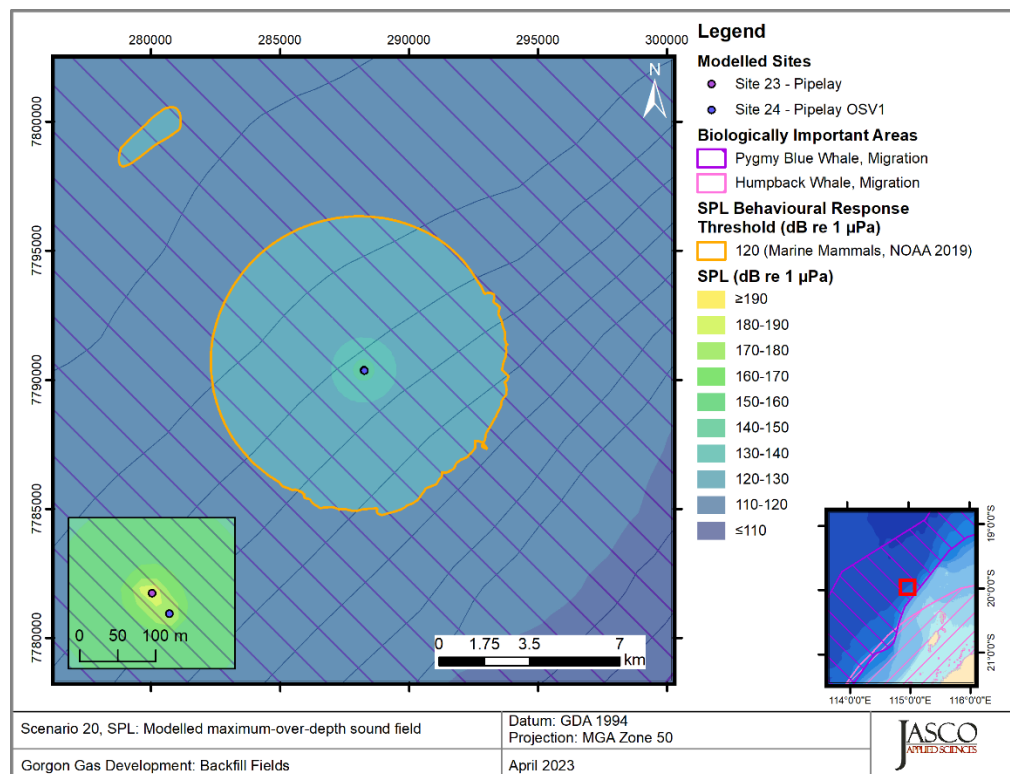 280000 285000 290000 295000 300000
7800000
7795000
7790000
7785000
7780000
N
0 50 100 m
0 1.75 3.5 7
km
Legend
Modelled Sites
Site 23 - Pipelay
Site 24 - Pipelay OSV1
Biologically Important Areas
Pygmy Blue Whale, Migration
Humpback Whale, Migration
SPL Behavioural Response
Threshold (dB re 1 µPa)
120 (Marine Mammals, NOAA 2019)
SPL (dB re 1 µPa)
≥190
180-190
170-180
160-170
150-160
140-150
130-140
120-130
110-120
≤110
19°0'0"S
20°0'0"S
21°0'0"S
114°0'0"E 115°0'0"E 116°0'0"E
Scenario 20, SPL: Modelled maximum-over-depth sound field
Datum: GDA 1994
Projection: MGA Zone 50
Gorgon Gas Development: Backfill Fields
April 2023
JASCO
APPLIED SCIENCES